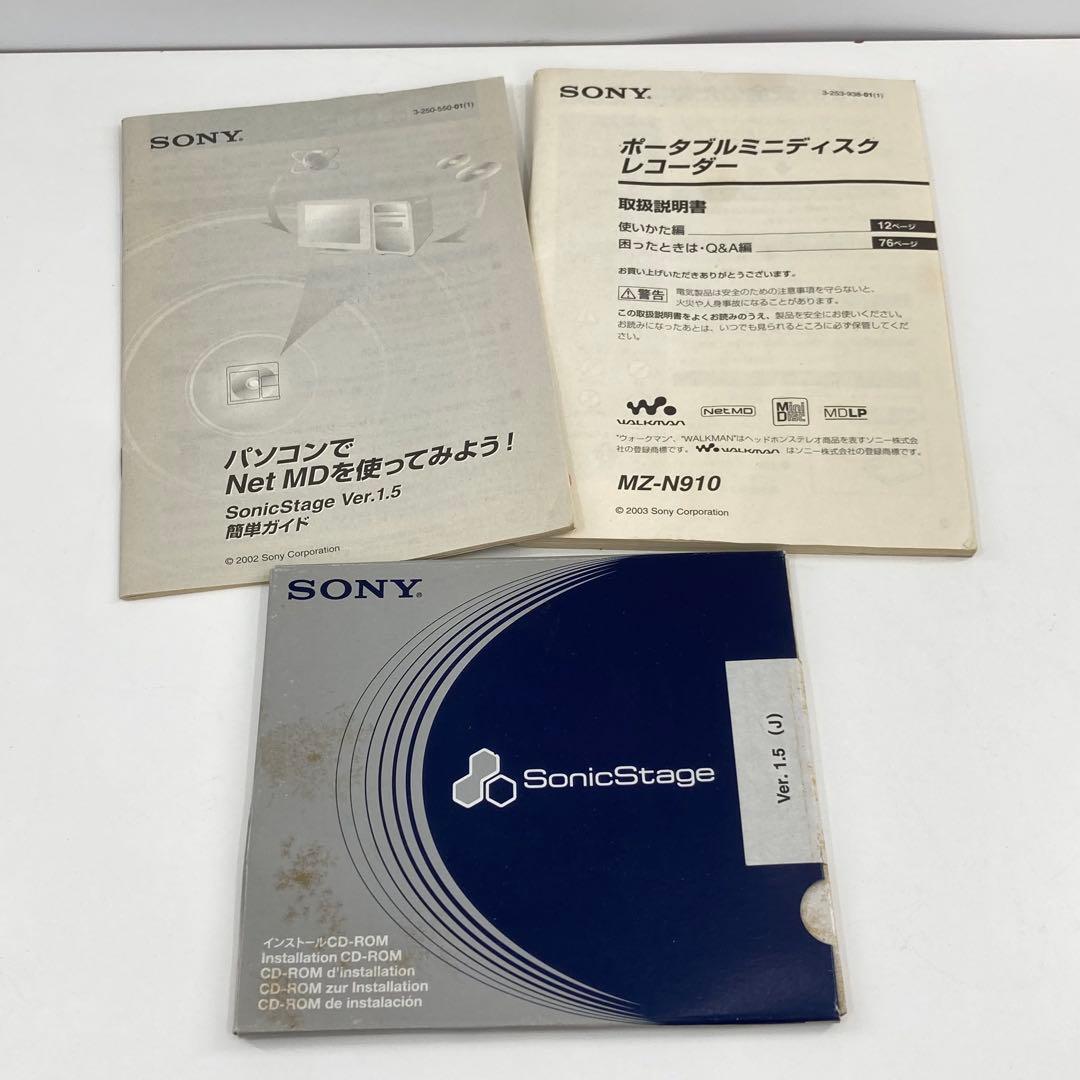 SONY®
3-250-550-01(1)
パソコンで
Net MDを使ってみよう!
SonicStage Ver.1.5
簡単ガイド
© 2002 Sony Corporation
SONY®
3-253-938-01(1)
ポータブルミニディスク
レコーダー
取扱説明書
使いかた編 12ページ
困ったときは・Q&A編 76ページ
お買い上げいただきありがとうございます。
警告 電気製品は安全のための注意事項を守らないと、
火災や人身事故になることがあります。
この取扱説明書をよくお読みのうえ、製品を安全にお使いください。
お読みになったあとは、いつでも見られるところに必ず保管してくだ
さい。
WALKMAN NetMD Mini Disc MDLP
"ウォークマン"、"WALKMAN"はヘッドホンステレオ商品を表すソニー株式会
社の登録商標です。 WALKMAN はソニー株式会社の登録商標です。
MZ-N910
© 2003 Sony Corporation
SONY®
SonicStage
Ver. 1.5 (J)
インストールCD-ROM
Installation CD-ROM
CD-ROM d'installation
CD-ROM zur Installation
CD-ROM de instalación